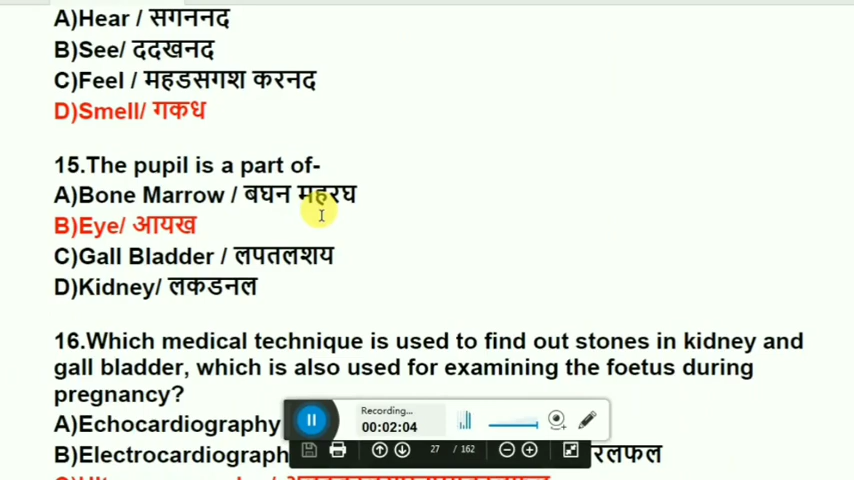 A)Hear / सगननद
B)See/ ददखनद
C)Feel / महडसगश करनद
D)Smell/ गकध
15.The pupil is a part of-
A)Bone Marrow / बघन महरघ
B)Eye/ आयख
C)Gall Bladder / लपतलशय
D)Kidney/ लकडनल
16.Which medical technique is used to find out stones in kidney and
gall bladder, which is also used for examining the foetus during
pregnancy?
A)Echocardiography
Recording...
00:02:04
B)Electrocardiograph
27 / 162
रलफल